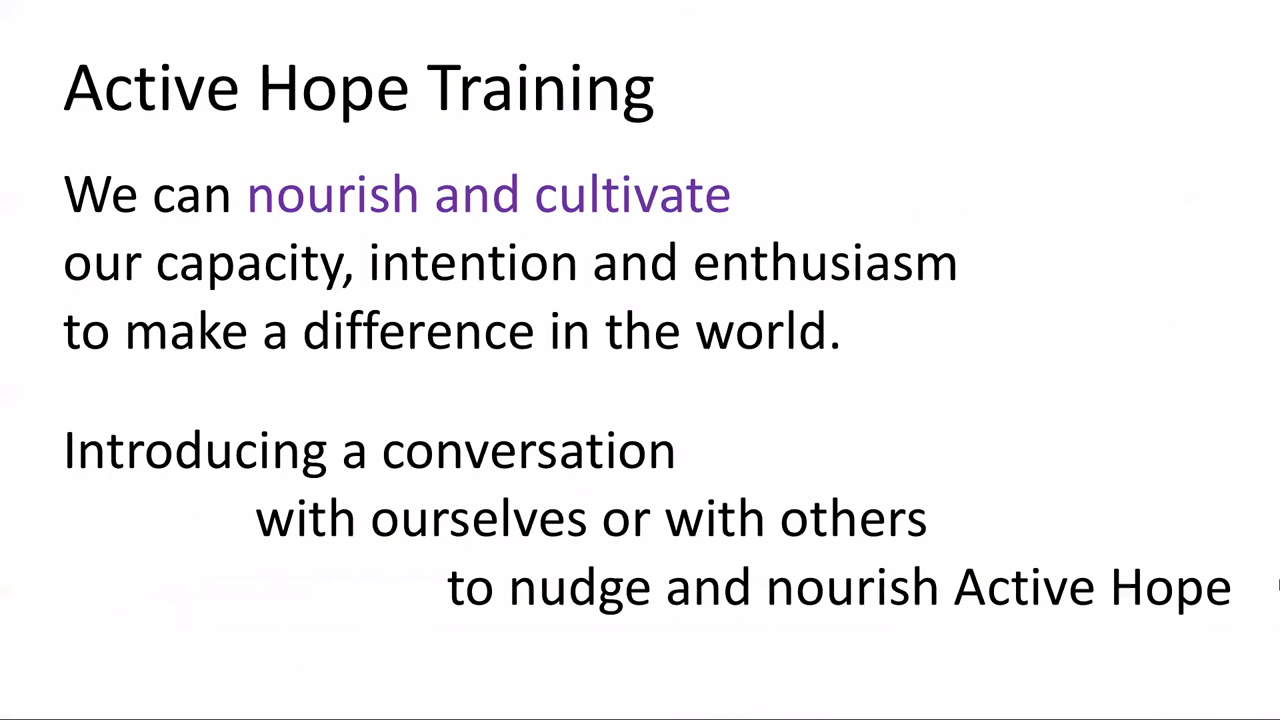 Active Hope Training
We can nourish and cultivate
our capacity, intention and enthusiasm
to make a difference in the world.
Introducing a conversation
with ourselves or with others
to nudge and nourish Active Hope